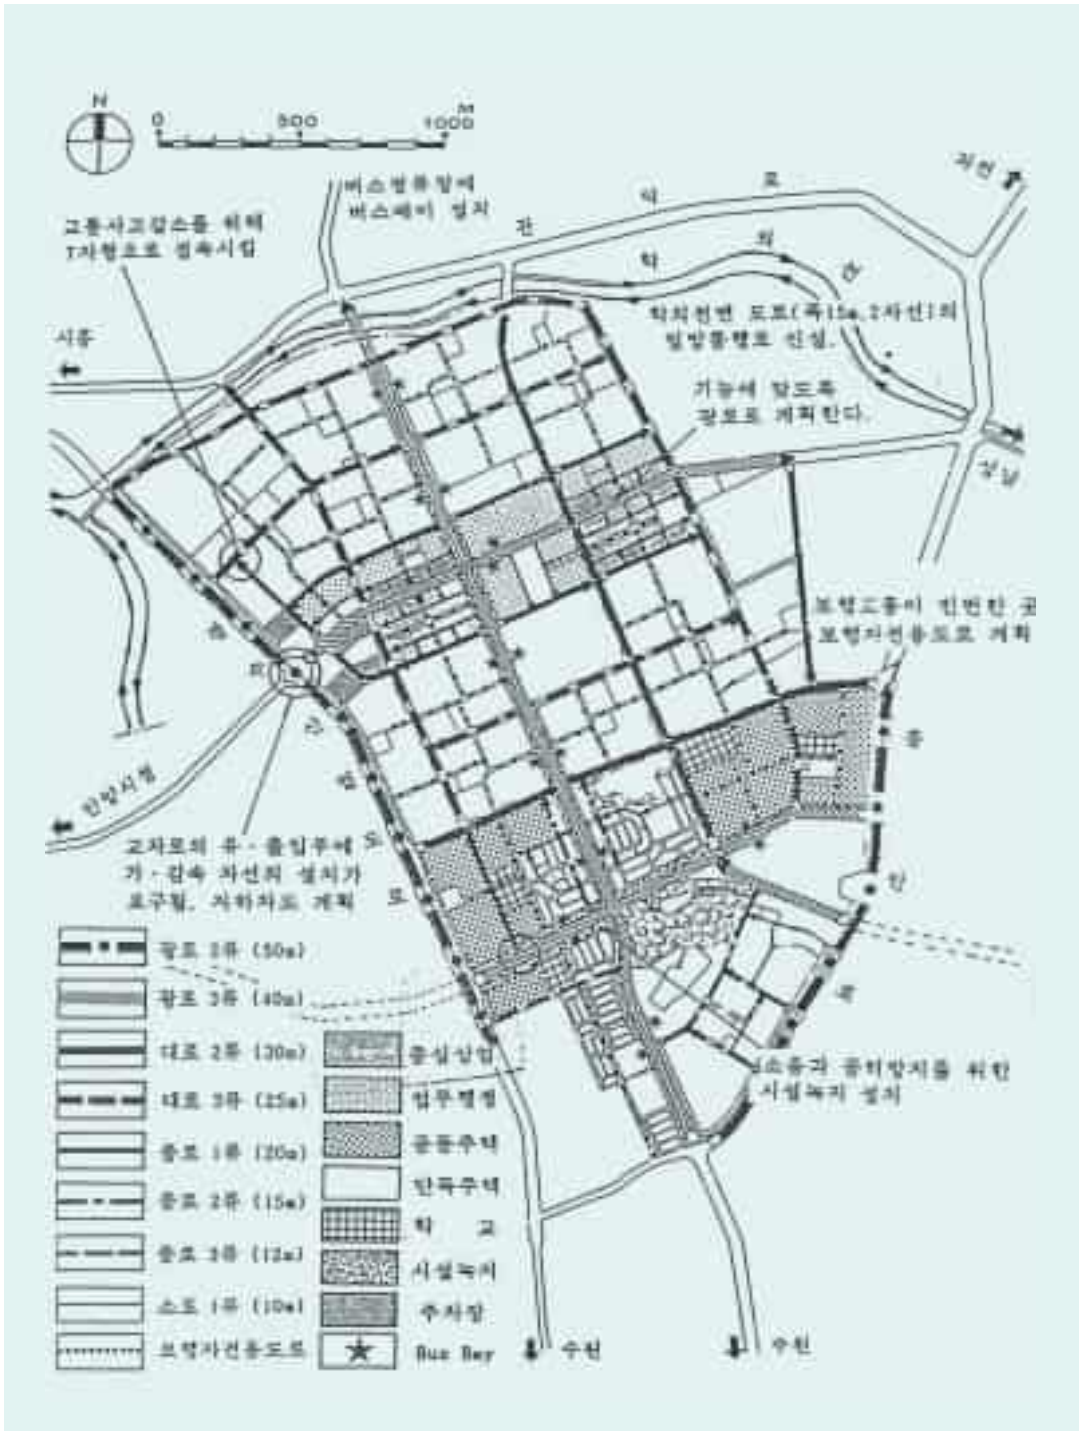 N
0 500 1000 M
버스정류장에
버스베이 설치
교통사고감소를 위해
T자형으로 접속시킴
과천
간 익 로
학 의 천
시흥
학의천변 도로(폭15m,2차선)의
일방통행로 신설.
기능에 맞도록
광로로 계획한다.
성남
보행교통이 빈번한 곳
보행자전용도로 계획
안양시청
교차로의 유·출입부에
가·감속 차선의 설치가
요구됨. 지하차도 계획
소음과 공해방지를 위한
시설녹지 설치
광로 2류 (50m)
광로 3류 (40m)
대로 2류 (30m)
대로 3류 (25m)
중로 1류 (20m)
중로 2류 (15m)
중로 3류 (12m)
소로 1류 (10m)
보행자전용도로
중심상업
업무행정
공동주택
단독주택
학 교
시설녹지
주차장
Bus Bay
수원
수원